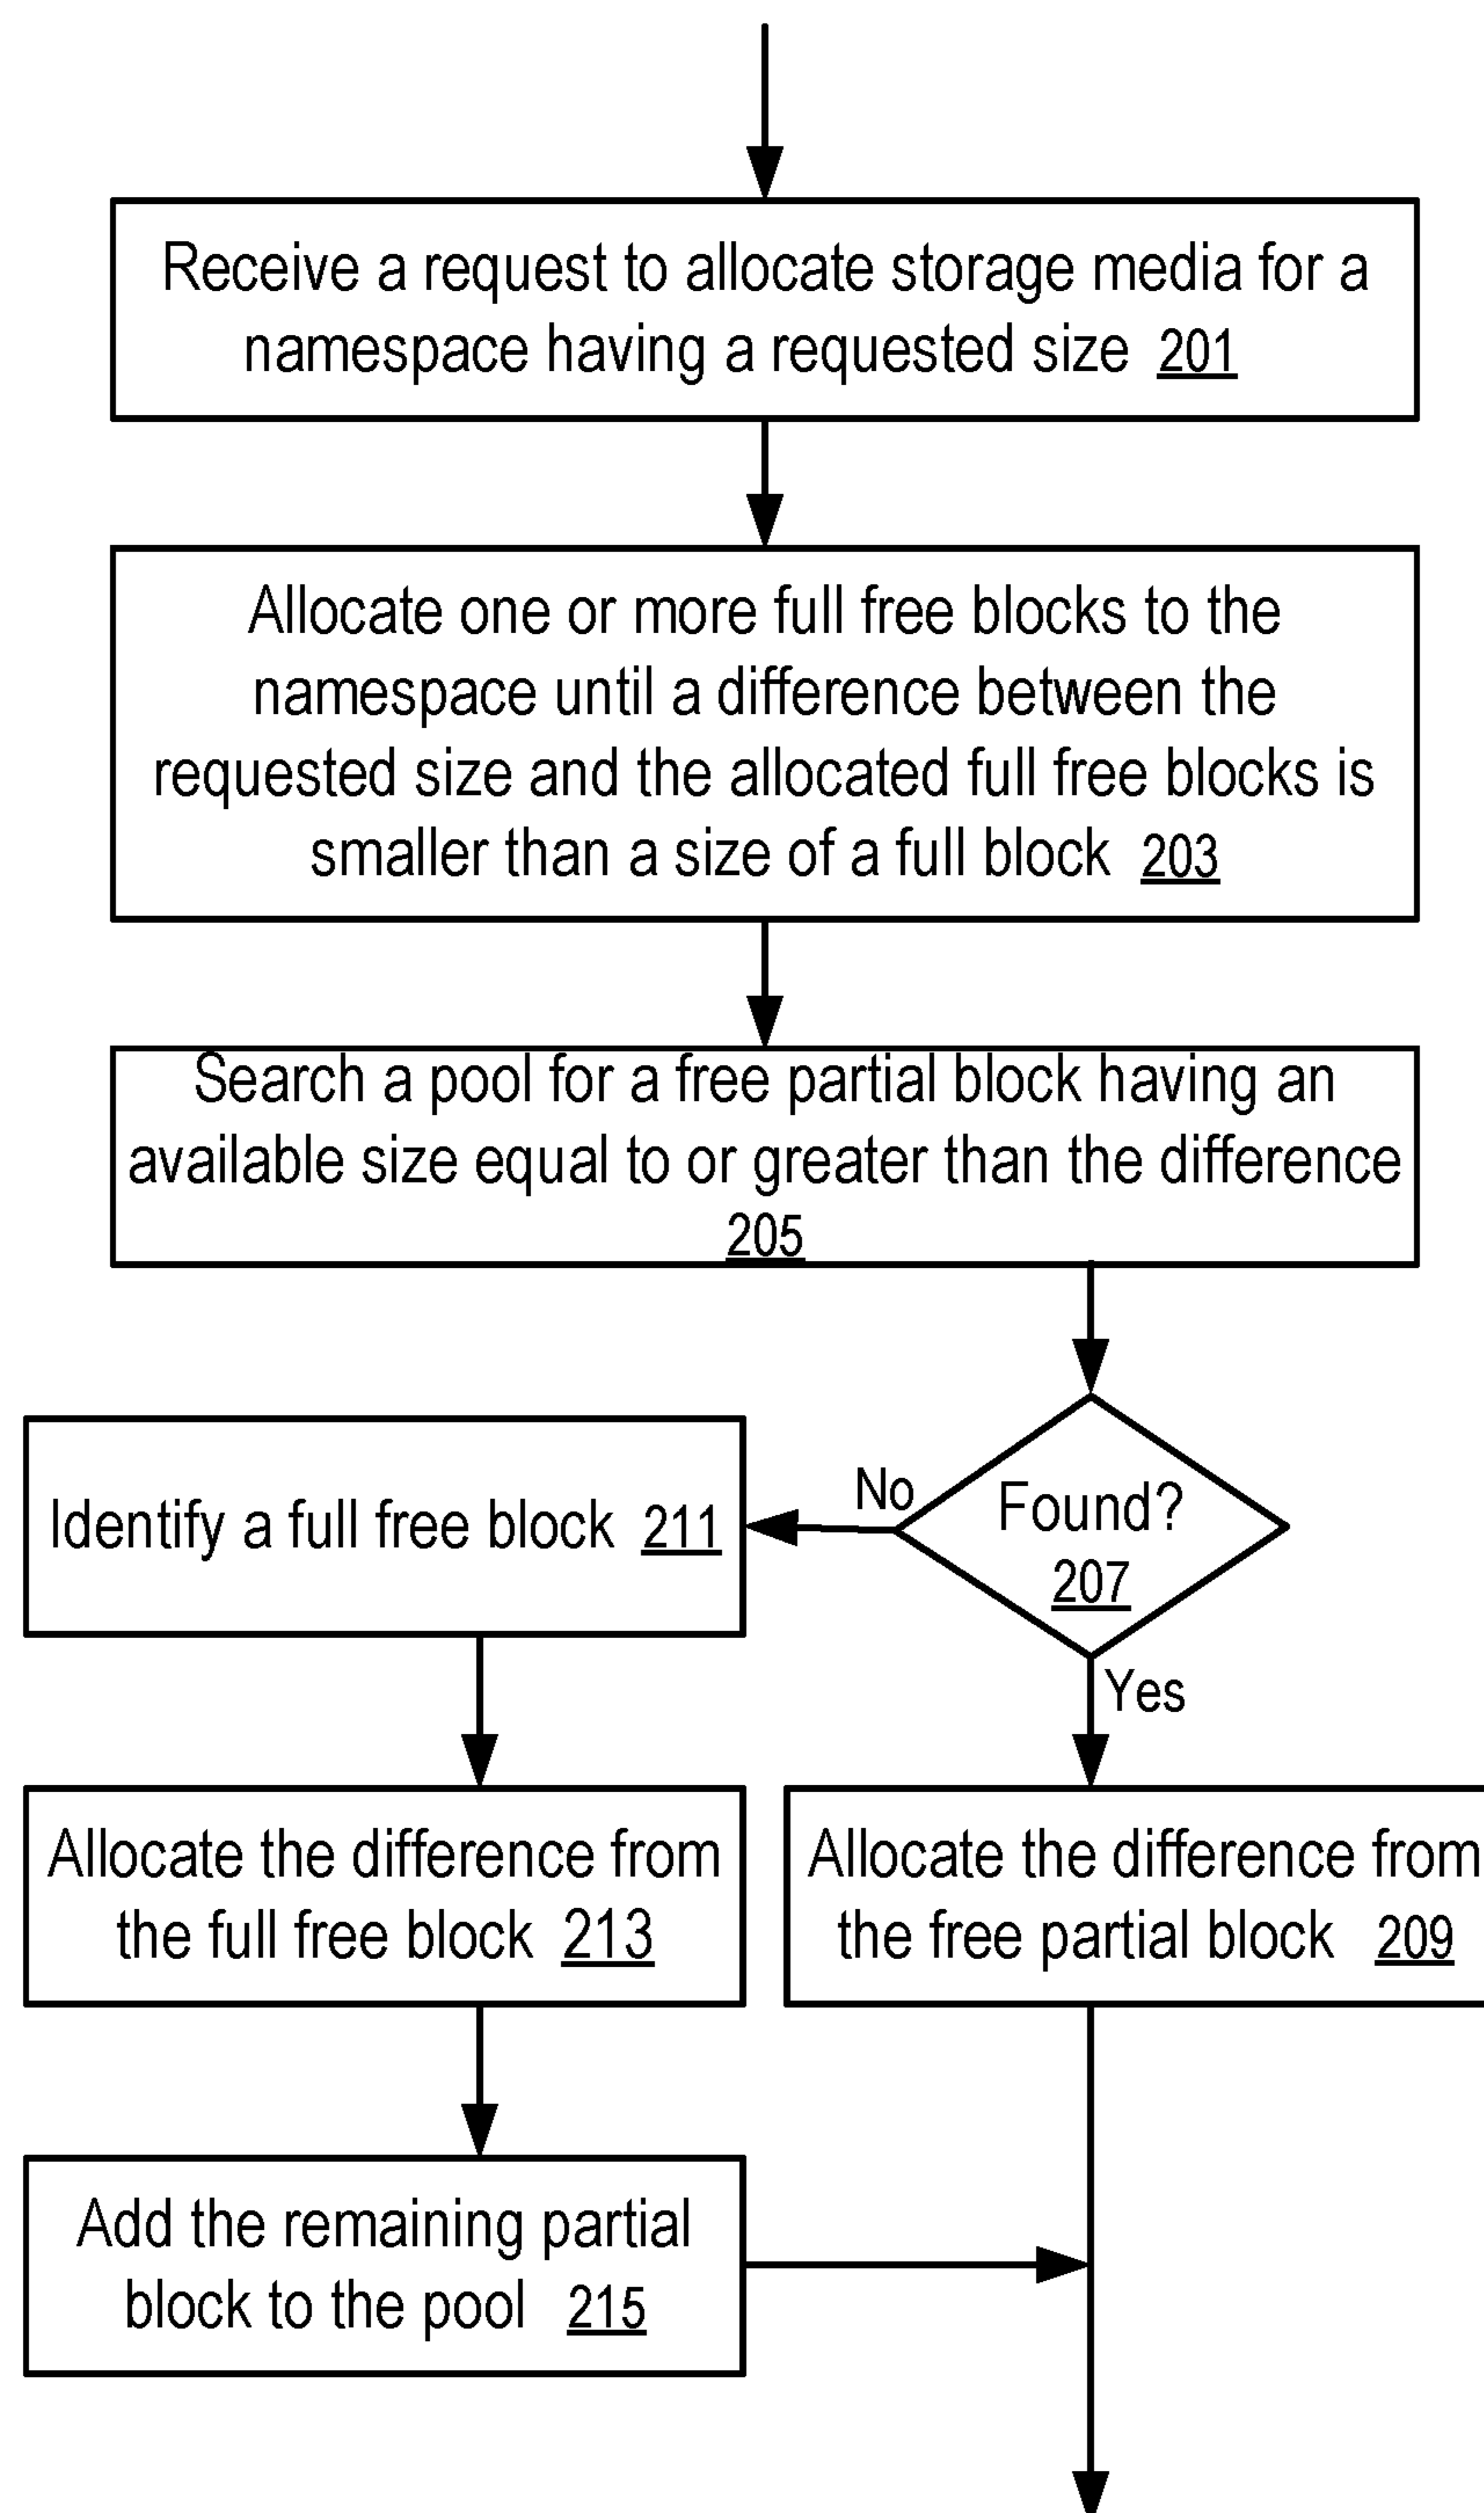 Receive a request to allocate storage media for a
namespace having a requested size 201
Allocate one or more full free blocks to the
namespace until a difference between the
requested size and the allocated full free blocks is
smaller than a size of a full block 203
Search a pool for a free partial block having an
available size equal to or greater than the difference
205
No
Found?
207
Identify a full free block 211
Yes
Allocate the difference from
the full free block 213
Allocate the difference from
the free partial block 209
Add the remaining partial
block to the pool 215